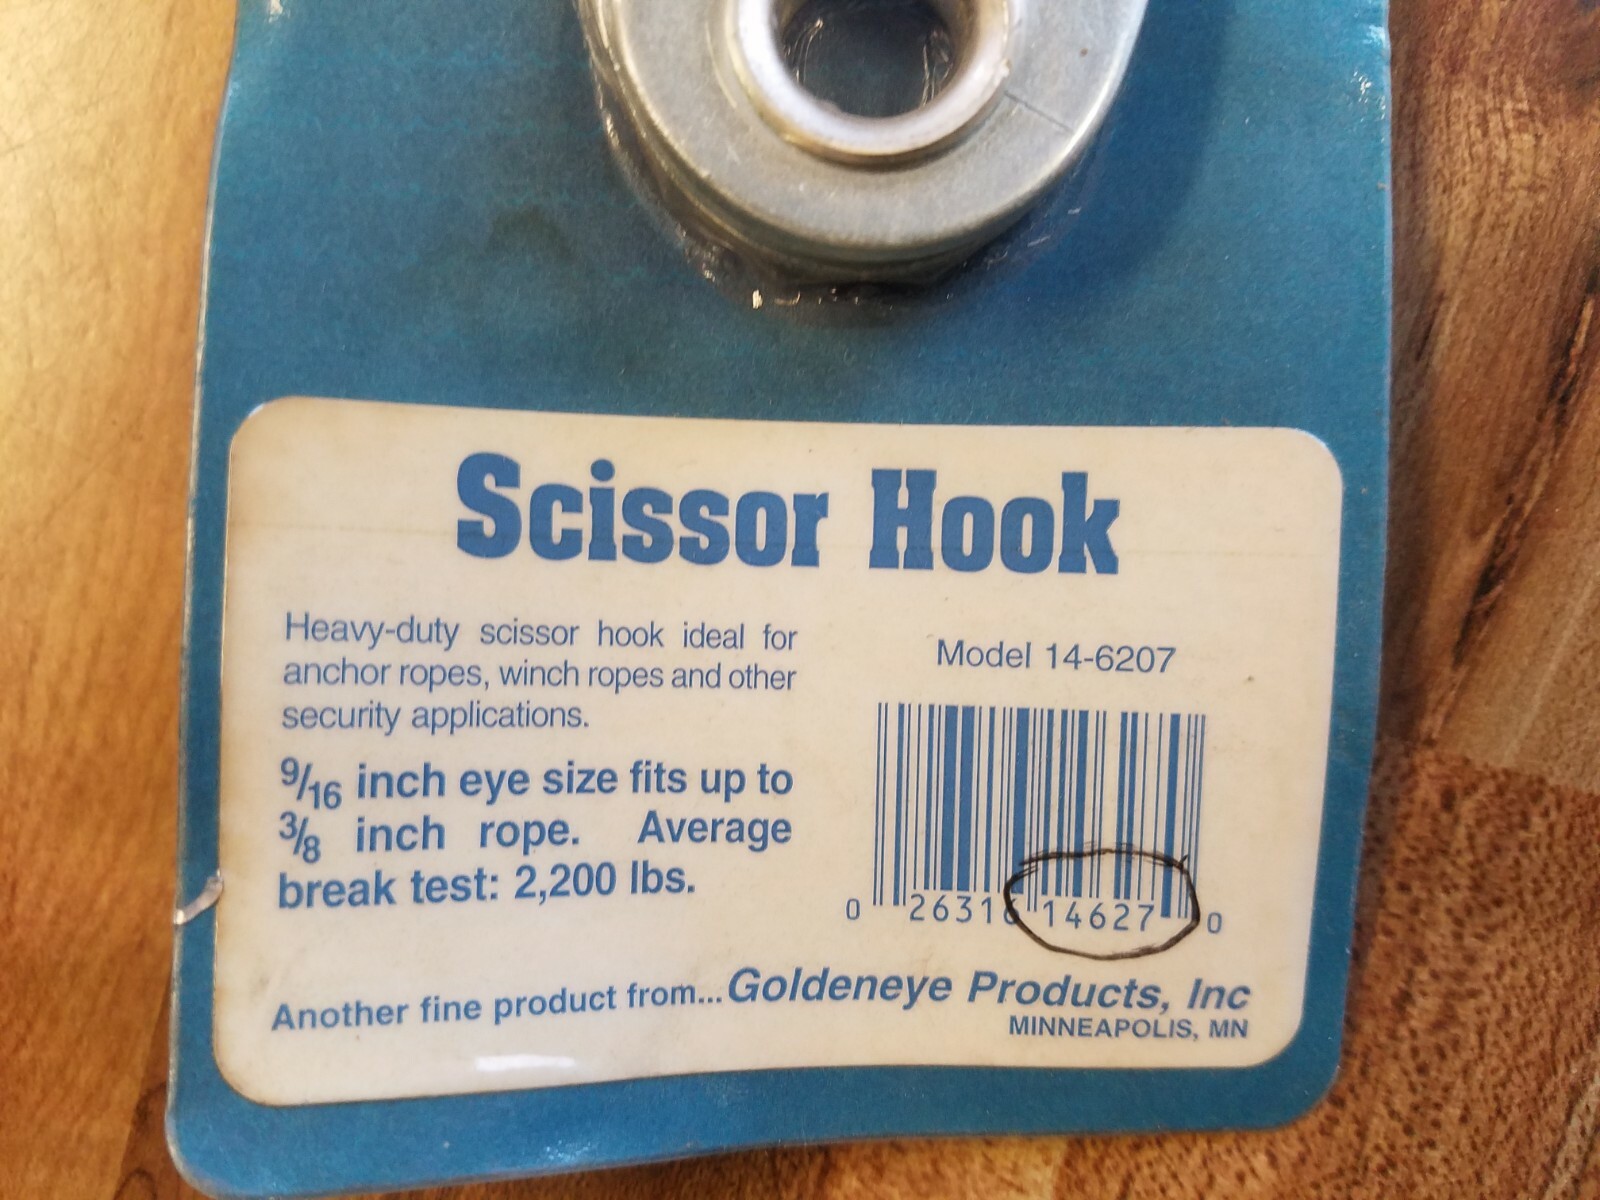 Scissor Hook
Heavy-duty scissor hook ideal for
anchor ropes, winch ropes and other
security applications.
9/16 inch eye size fits up to
3/8 inch rope. Average
break test: 2,200 lbs.
Model 14-6207
0 26316 14627 0
Another fine product from... Goldeneye Products, Inc
MINNEAPOLIS, MN